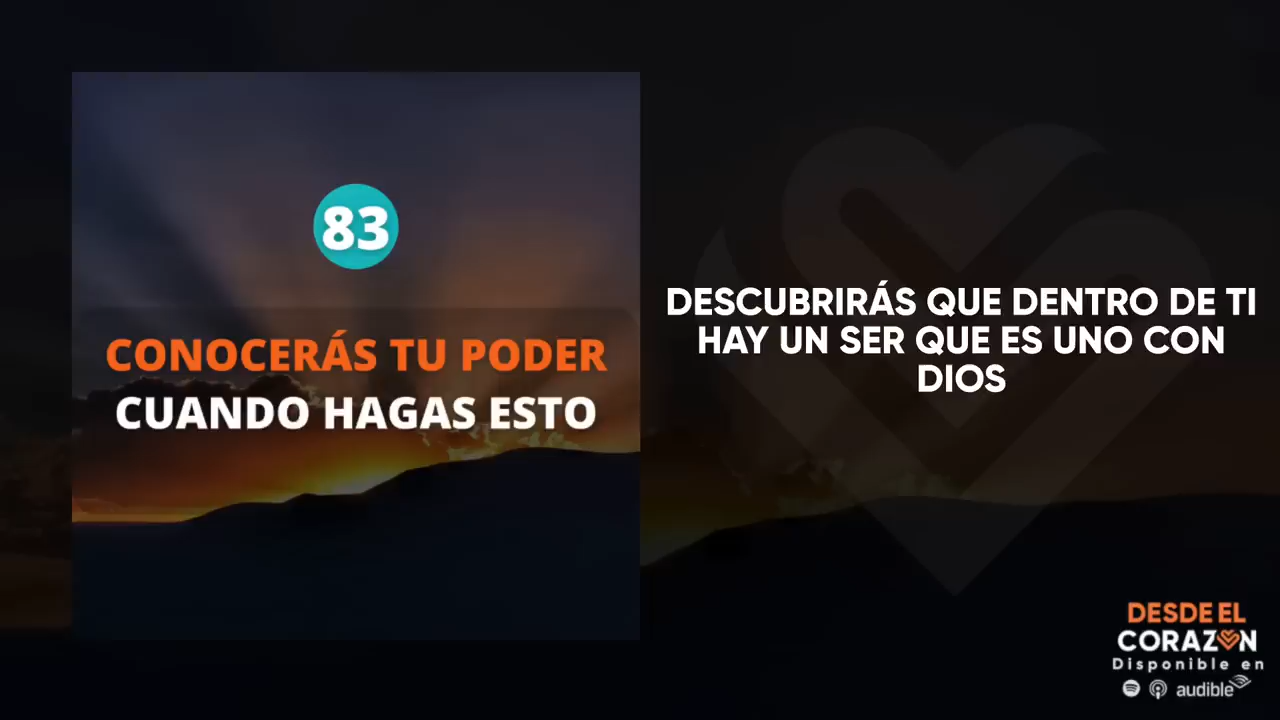 83
CONOCERÁS TU PODER
CUANDO HAGAS ESTO
DESCUBRIRÁS QUE DENTRO DE TI
HAY UN SER QUE ES UNO CON
DIOS
DESDE EL
CORAZON
Disponible en
audible